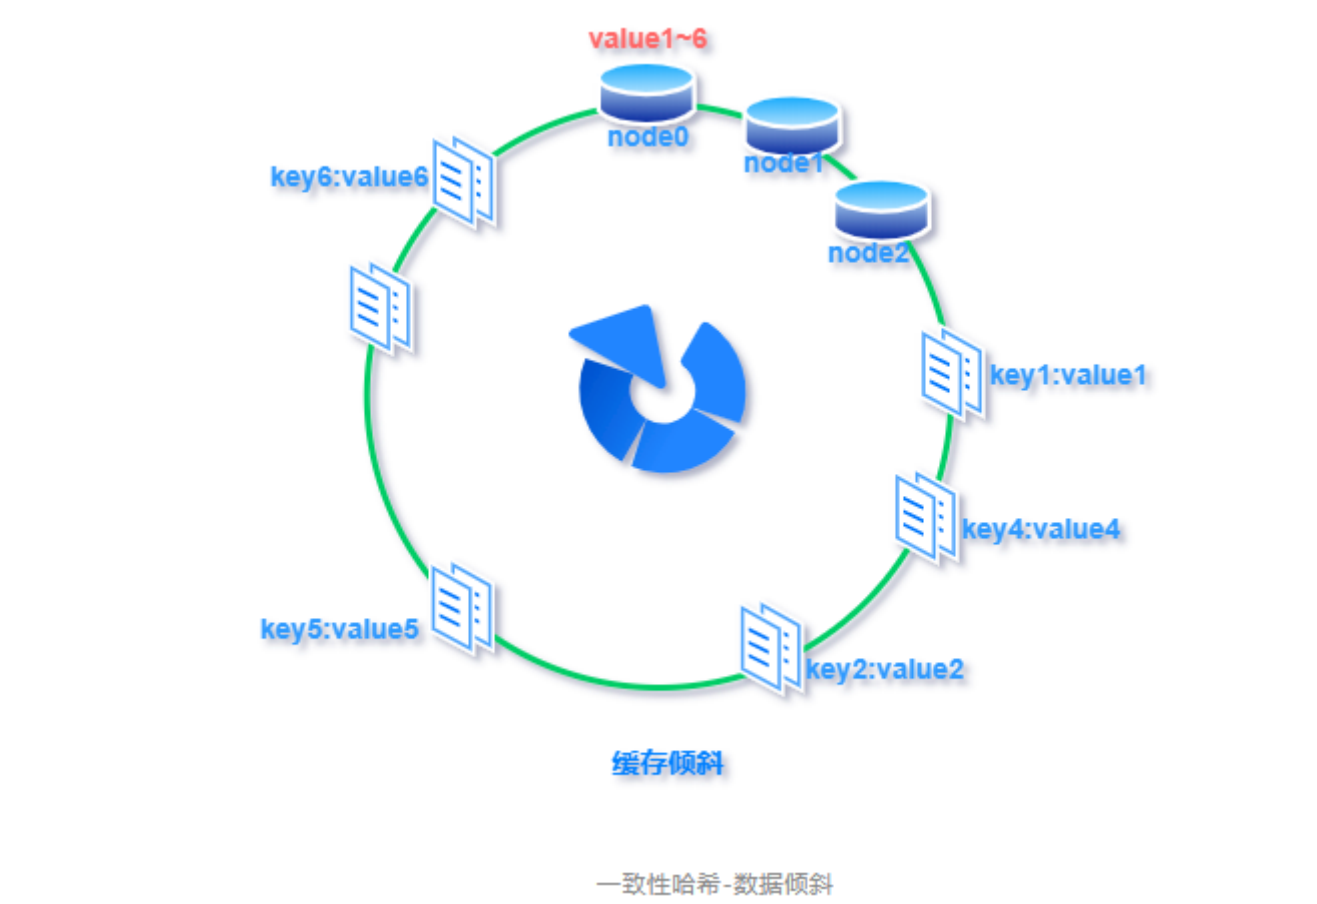 value1~6
node0
node1
key6:value6
node2
key1:value1
key4:value4
key5:value5
key2:value2
缓存倾斜
一致性哈希-数据倾斜